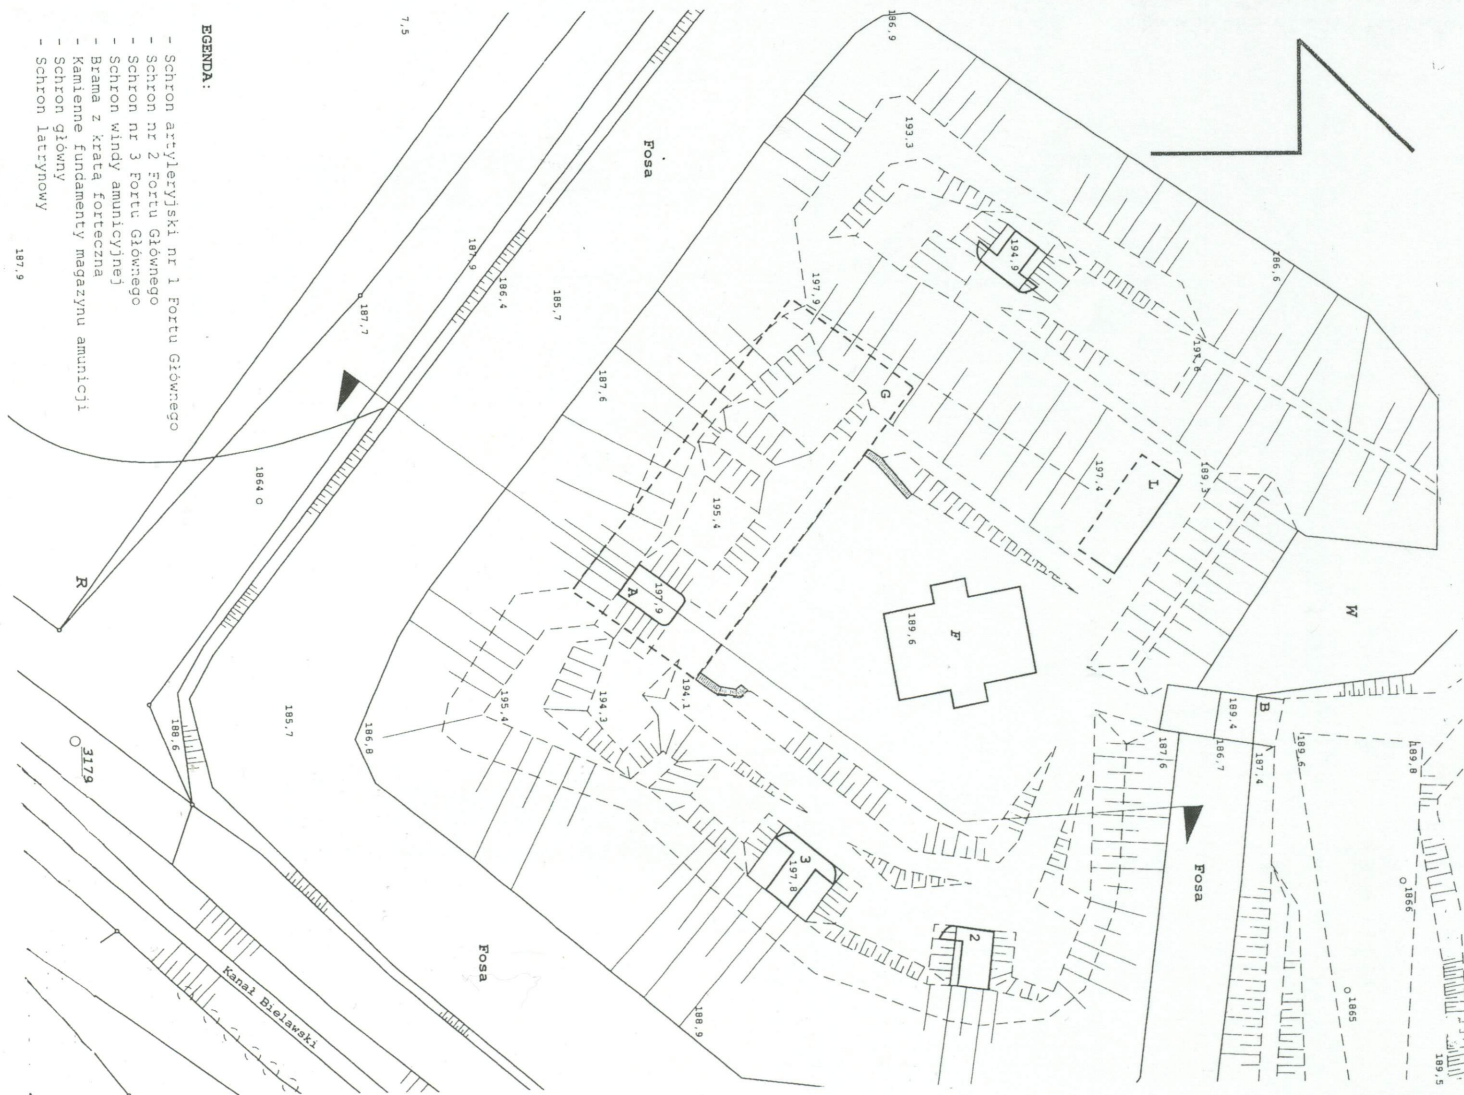 EGENDA:
- Schron artyleryjski nr 1 Fortu Głównego
- Schron nr 2 Fortu Głównego
- Schron nr 3 Fortu Głównego
- Schron windy amunicyjnej
- Brama z kratą forteczną
- Kamienne fundamenty magazynu amunicji
- Schron główny
- Schron latrynowy
7,5
187,9
186,9
193,3
Fosa
194,9
186,6
187,9
186,4
185,7
187,7
197,9
197,6
187,6
G
197,4
L
189,3
1864
195,4
R
A
197,9
F
189,6
W
194,1
195,4
194,3
B
189,4
188,6
185,7
186,8
187,6
186,7
187,4
189,6
189,8
3179
3
197,8
Fosa
1866
2
Fosa
Kanał Bielawski
188,9
1865
189,5